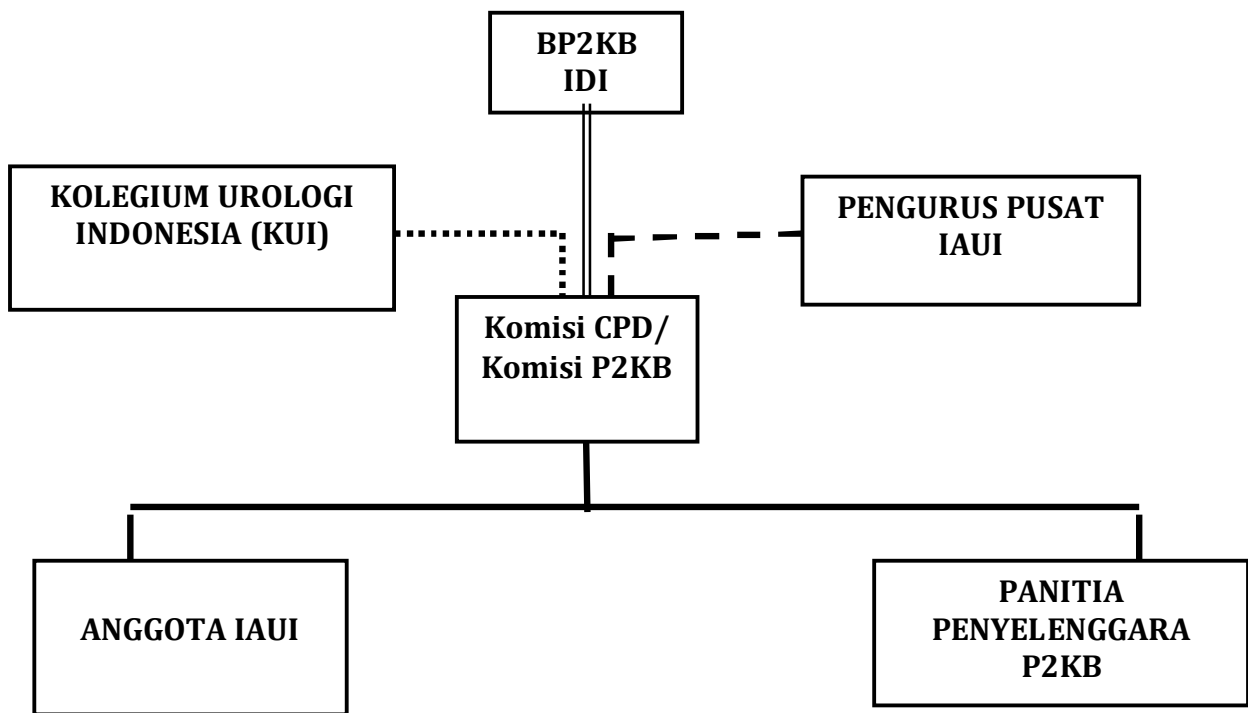 BP2KB
IDI
KOLEGIUM UROLOGI
INDONESIA (KUI)
PENGURUS PUSAT
IAUI
Komisi CPD/
Komisi P2KB
ANGGOTA IAUI
PANITIA
PENYELENGGARA
P2KB